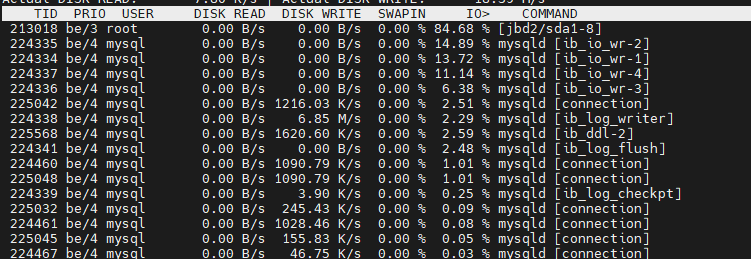 TID PRIO USER DISK READ DISK WRITE SWAPIN IO> COMMAND
213018 be/3 root 0.00 B/s 0.00 B/s 0.00 % 84.68 % [jbd2/sda1-8]
224335 be/4 mysql 0.00 B/s 0.00 B/s 0.00 % 14.89 % mysqld [ib_io_wr-2]
224334 be/4 mysql 0.00 B/s 0.00 B/s 0.00 % 13.72 % mysqld [ib_io_wr-1]
224337 be/4 mysql 0.00 B/s 0.00 B/s 0.00 % 11.14 % mysqld [ib_io_wr-4]
224336 be/4 mysql 0.00 B/s 0.00 B/s 0.00 % 6.38 % mysqld [ib_io_wr-3]
225042 be/4 mysql 0.00 B/s 1216.03 K/s 0.00 % 2.51 % mysqld [connection]
224338 be/4 mysql 0.00 B/s 6.85 M/s 0.00 % 2.29 % mysqld [ib_log_writer]
225568 be/4 mysql 0.00 B/s 1620.60 K/s 0.00 % 2.59 % mysqld [ib_ddl-2]
224341 be/4 mysql 0.00 B/s 0.00 B/s 0.00 % 2.48 % mysqld [ib_log_flush]
224460 be/4 mysql 0.00 B/s 1090.79 K/s 0.00 % 1.01 % mysqld [connection]
225048 be/4 mysql 0.00 B/s 1090.79 K/s 0.00 % 1.01 % mysqld [connection]
224339 be/4 mysql 0.00 B/s 3.90 K/s 0.00 % 0.25 % mysqld [ib_log_checkpt]
225032 be/4 mysql 0.00 B/s 245.43 K/s 0.00 % 0.09 % mysqld [connection]
224461 be/4 mysql 0.00 B/s 1028.46 K/s 0.00 % 0.08 % mysqld [connection]
225045 be/4 mysql 0.00 B/s 155.83 K/s 0.00 % 0.05 % mysqld [connection]
224467 be/4 mysql 0.00 B/s 46.75 K/s 0.00 % 0.03 % mysqld [connection]